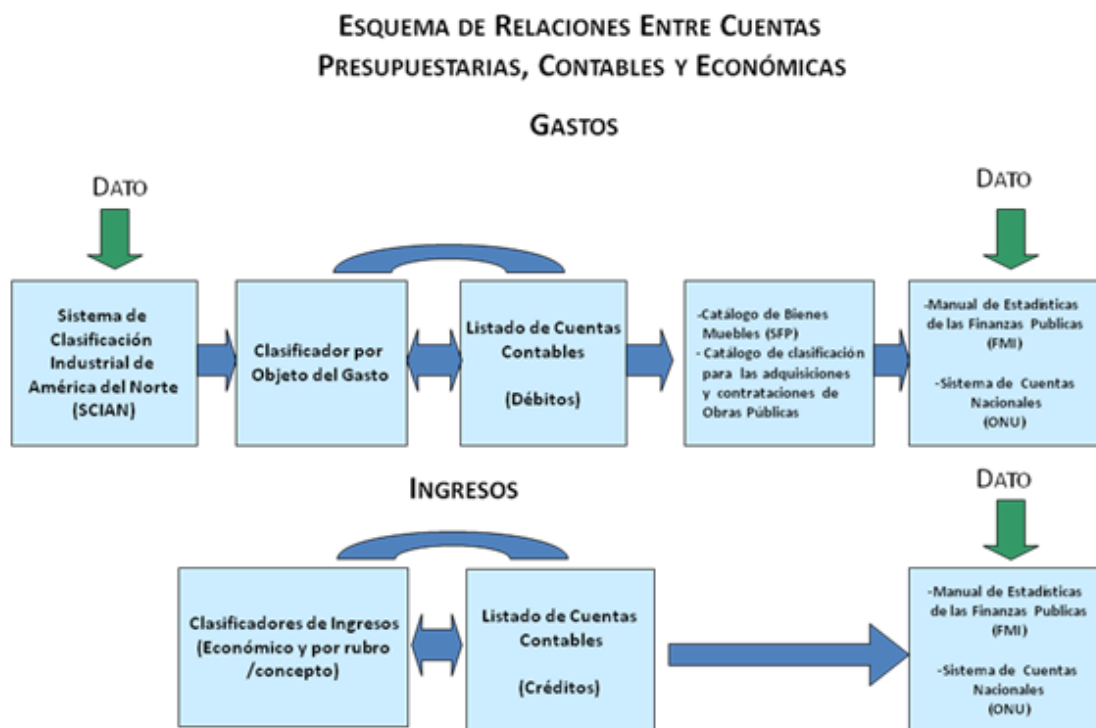 ESQUEMA DE RELACIONES ENTRE CUENTAS
PRESUPUESTARIAS, CONTABLES Y ECONÓMICAS
GASTOS
DATO
DATO
Sistema de
Clasificación
Industrial de
América del Norte
(SCIAN)
Clasificador por
Objeto del Gasto
Listado de Cuentas
Contables
(Débitos)
-Catálogo de Bienes
Muebles (SFP)
- Catálogo de clasificación
para las adquisiciones
y contrataciones de
Obras Públicas
-Manual de Estadísticas
de las Finanzas Publicas
(FMI)
-Sistema de Cuentas
Nacionales
(ONU)
INGRESOS
DATO
Clasificadores de Ingresos
(Económico y por rubro
/concepto)
Listado de Cuentas
Contables
(Créditos)
-Manual de Estadísticas
de las Finanzas Publicas
(FMI)
-Sistema de Cuentas
Nacionales
(ONU)